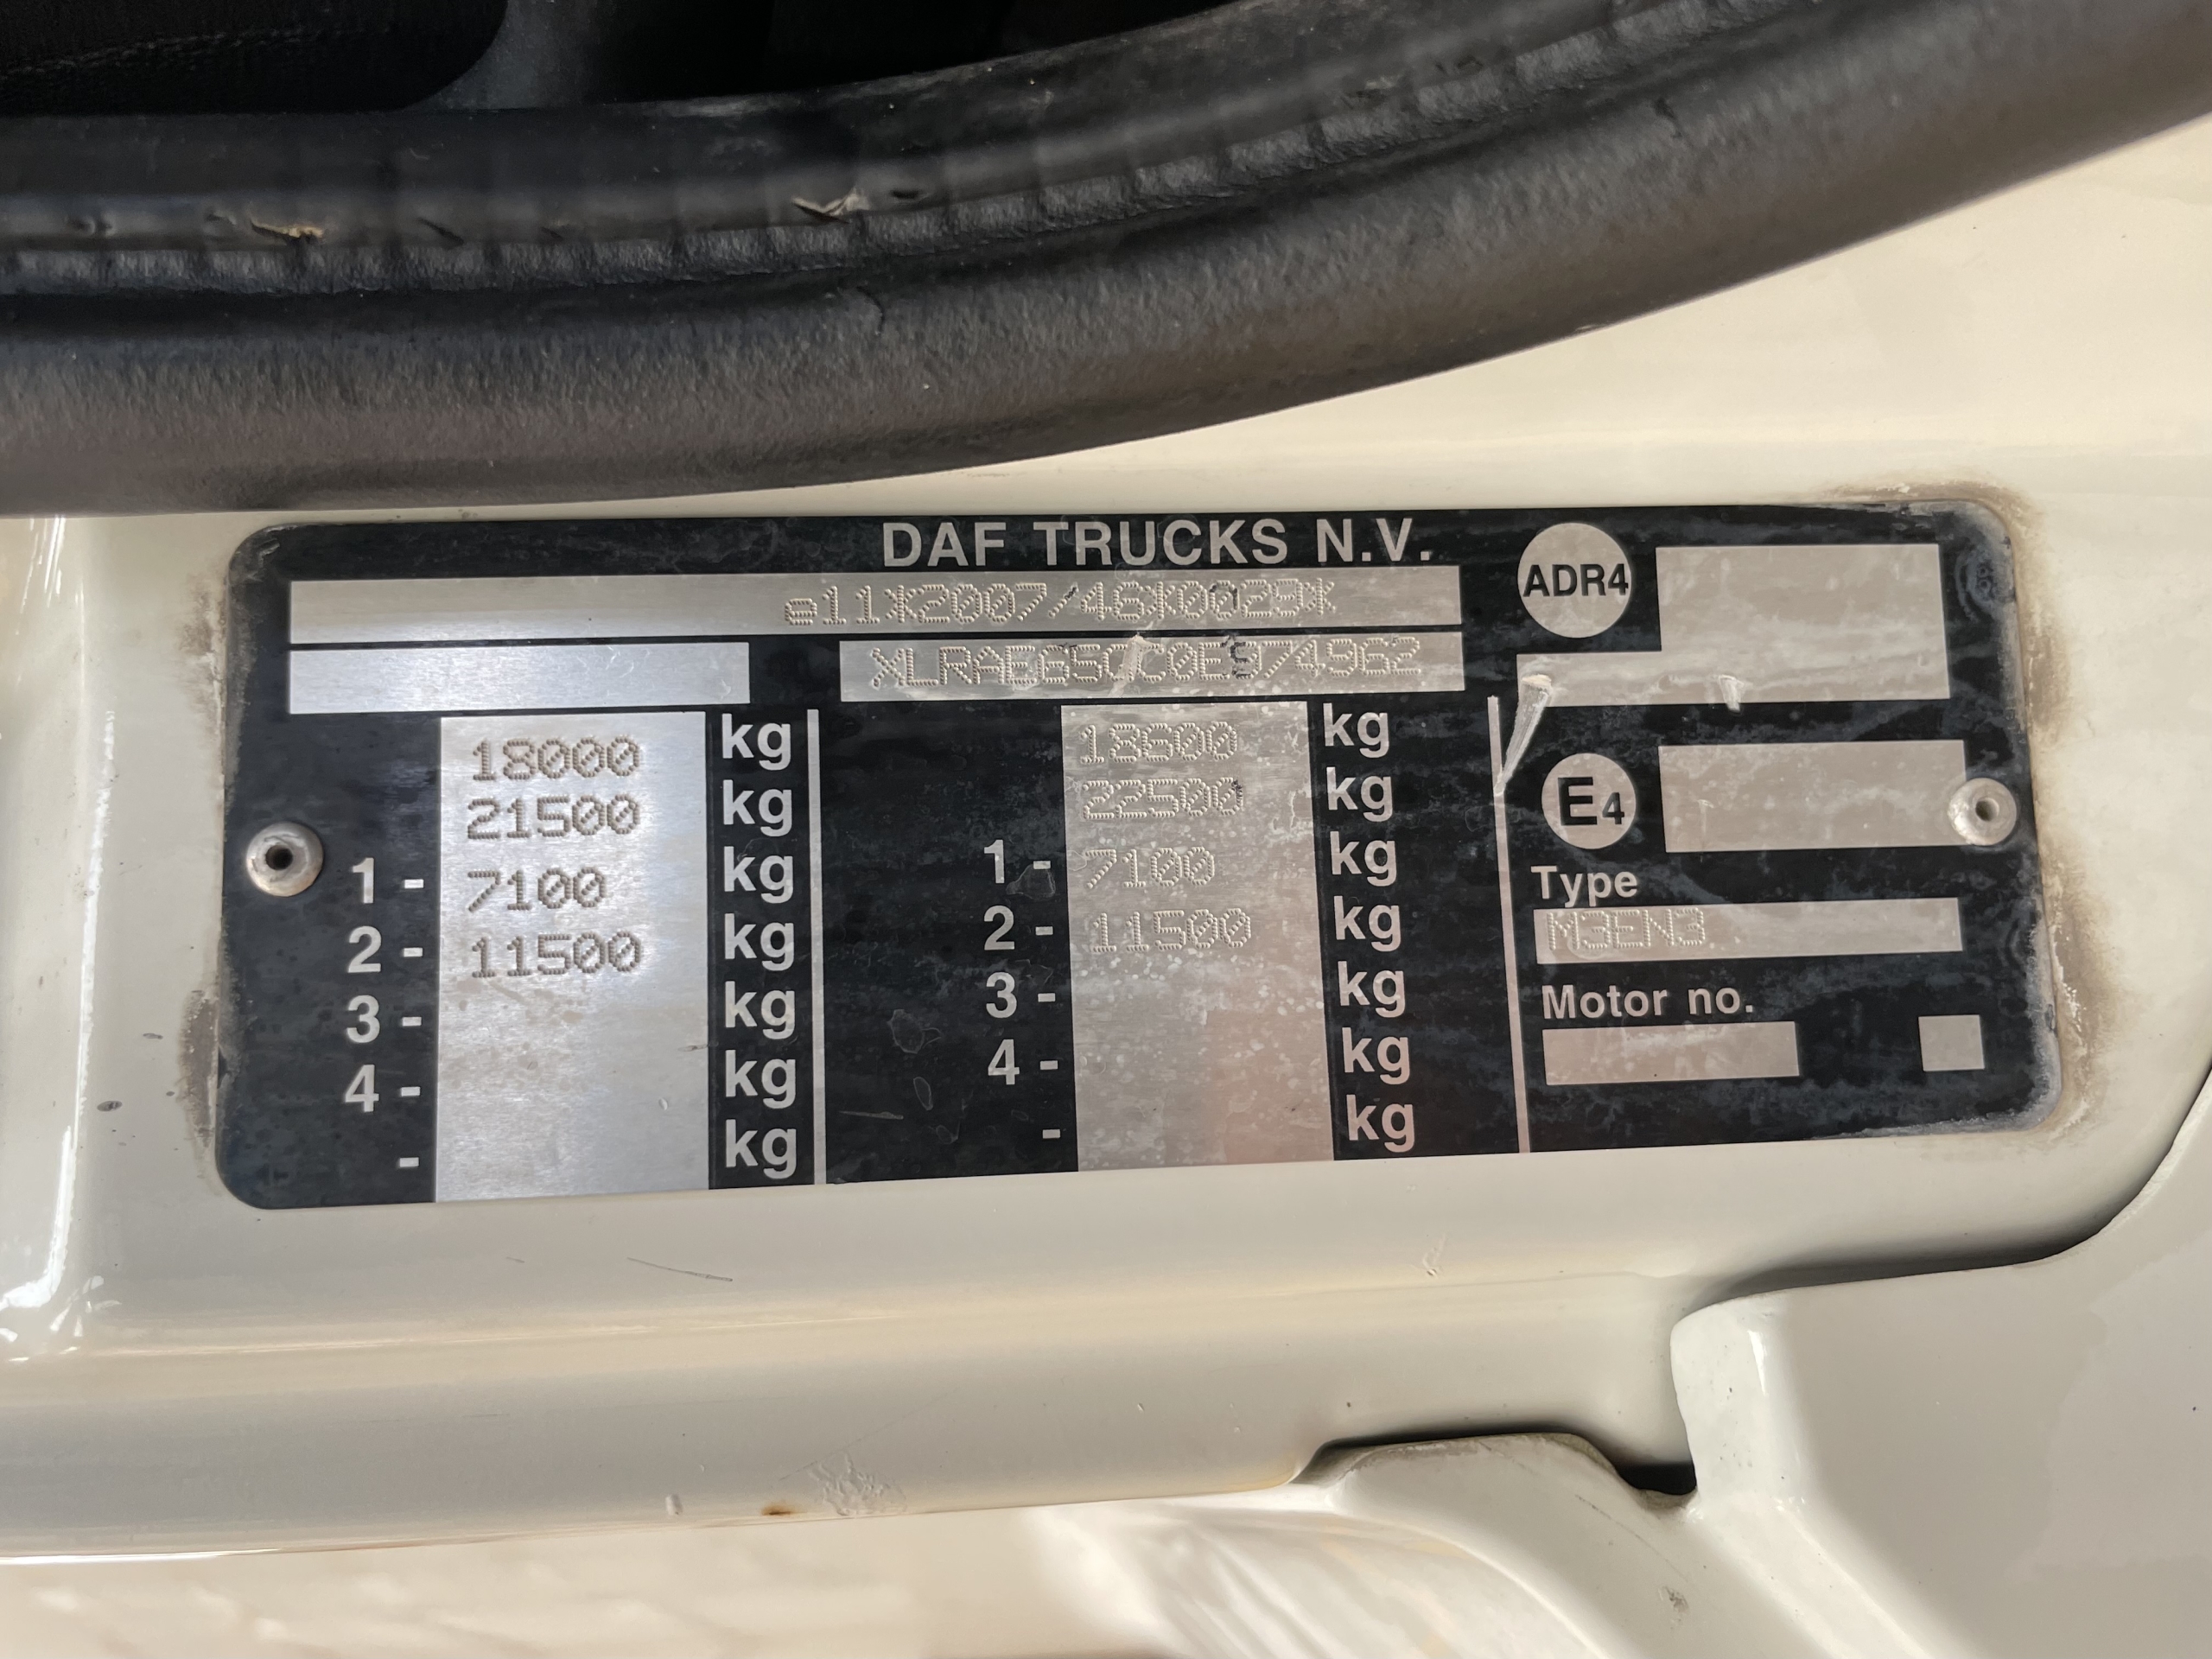 DAF TRUCKS N.V.
e11*2007/46*0029*
XLRAEG5GC0E974962
18000 kg
21500 kg
1 - 7100 kg
2 - 11500 kg
3 - kg
4 - kg
- kg
18600 kg
22500 kg
1 - 7100 kg
2 - 11500 kg
3 - kg
4 - kg
- kg
ADR4
E4
Type
M3EN3
Motor no.